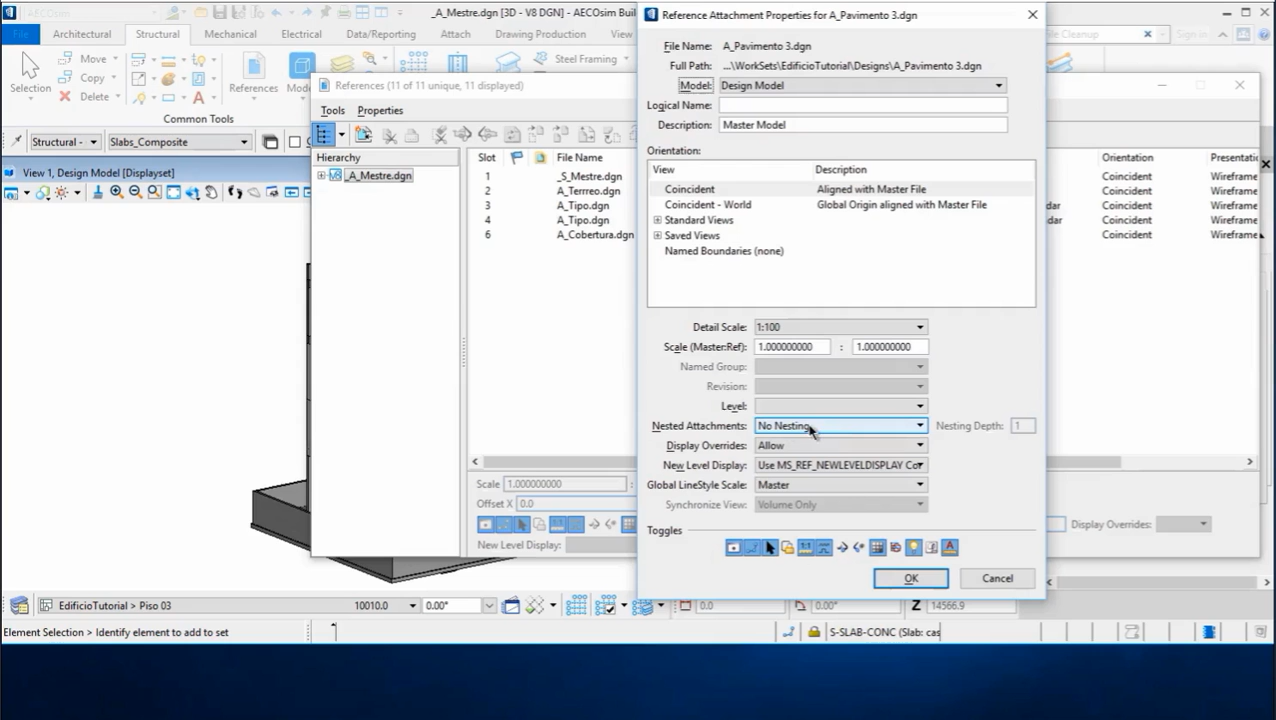 _A_Mestre.dgn [3D - V8 DGN] - AECOsim Buil
File
Architectural
Structural
Mechanical
Electrical
Data/Reporting
Attach
Drawing Production
View
Selection
Move
Copy
Delete
References
Models
Steel Framing
Common Tools
Structural -
Slabs_Composite
View 1, Design Model [Displayset]
References (11 of 11 unique, 11 displayed)
Tools
Properties
Hierarchy
_A_Mestre.dgn
Slot
File Name
Orientation
Presentatio
1
_S_Mestre.dgn
Coincident
Wireframe
2
A_Terrreo.dgn
Coincident
Wireframe
3
A_Tipo.dgn
dar
Coincident
Wireframe
4
A_Tipo.dgn
dar
Coincident
Wireframe
6
A_Cobertura.dgn
Coincident
Wireframe
Scale
1.000000000
Offset X
0.0
New Level Display:
Display Overrides:
Reference Attachment Properties for A_Pavimento 3.dgn
File Name:
A_Pavimento 3.dgn
Full Path:
...\WorkSets\EdificioTutorial\Designs\A_Pavimento 3.dgn
Model:
Design Model
Logical Name:
Description:
Master Model
Orientation:
View
Description
Coincident
Aligned with Master File
Coincident - World
Global Origin aligned with Master File
Standard Views
Saved Views
Named Boundaries (none)
Detail Scale:
1:100
Scale (Master:Ref):
1.000000000
:
1.000000000
Named Group:
Revision:
Level:
Nested Attachments:
No Nesting
Nesting Depth:
1
Display Overrides:
Allow
New Level Display:
Use MS_REF_NEWLEVELDISPLAY Co
Global LineStyle Scale:
Master
Synchronize View:
Volume Only
Toggles
OK
Cancel
EdificioTutorial > Piso 03
10010.0
0.00°
0.0
0.00°
Z
14566.9
Element Selection > Identify element to add to set
S-SLAB-CONC (Slab: cas
Cleanup
Sign in